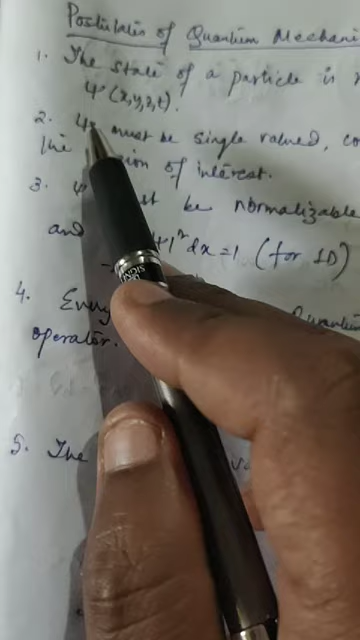 Postulates of Quantum Mechani
1. The state of a particle is
ψ(x,y,z,t).
2. ψ must be single valued, co
the region of interest.
3. be normalizable
and |ψ|² dx = 1 (for 1D)
4. Every Quantum
operator.
5. The